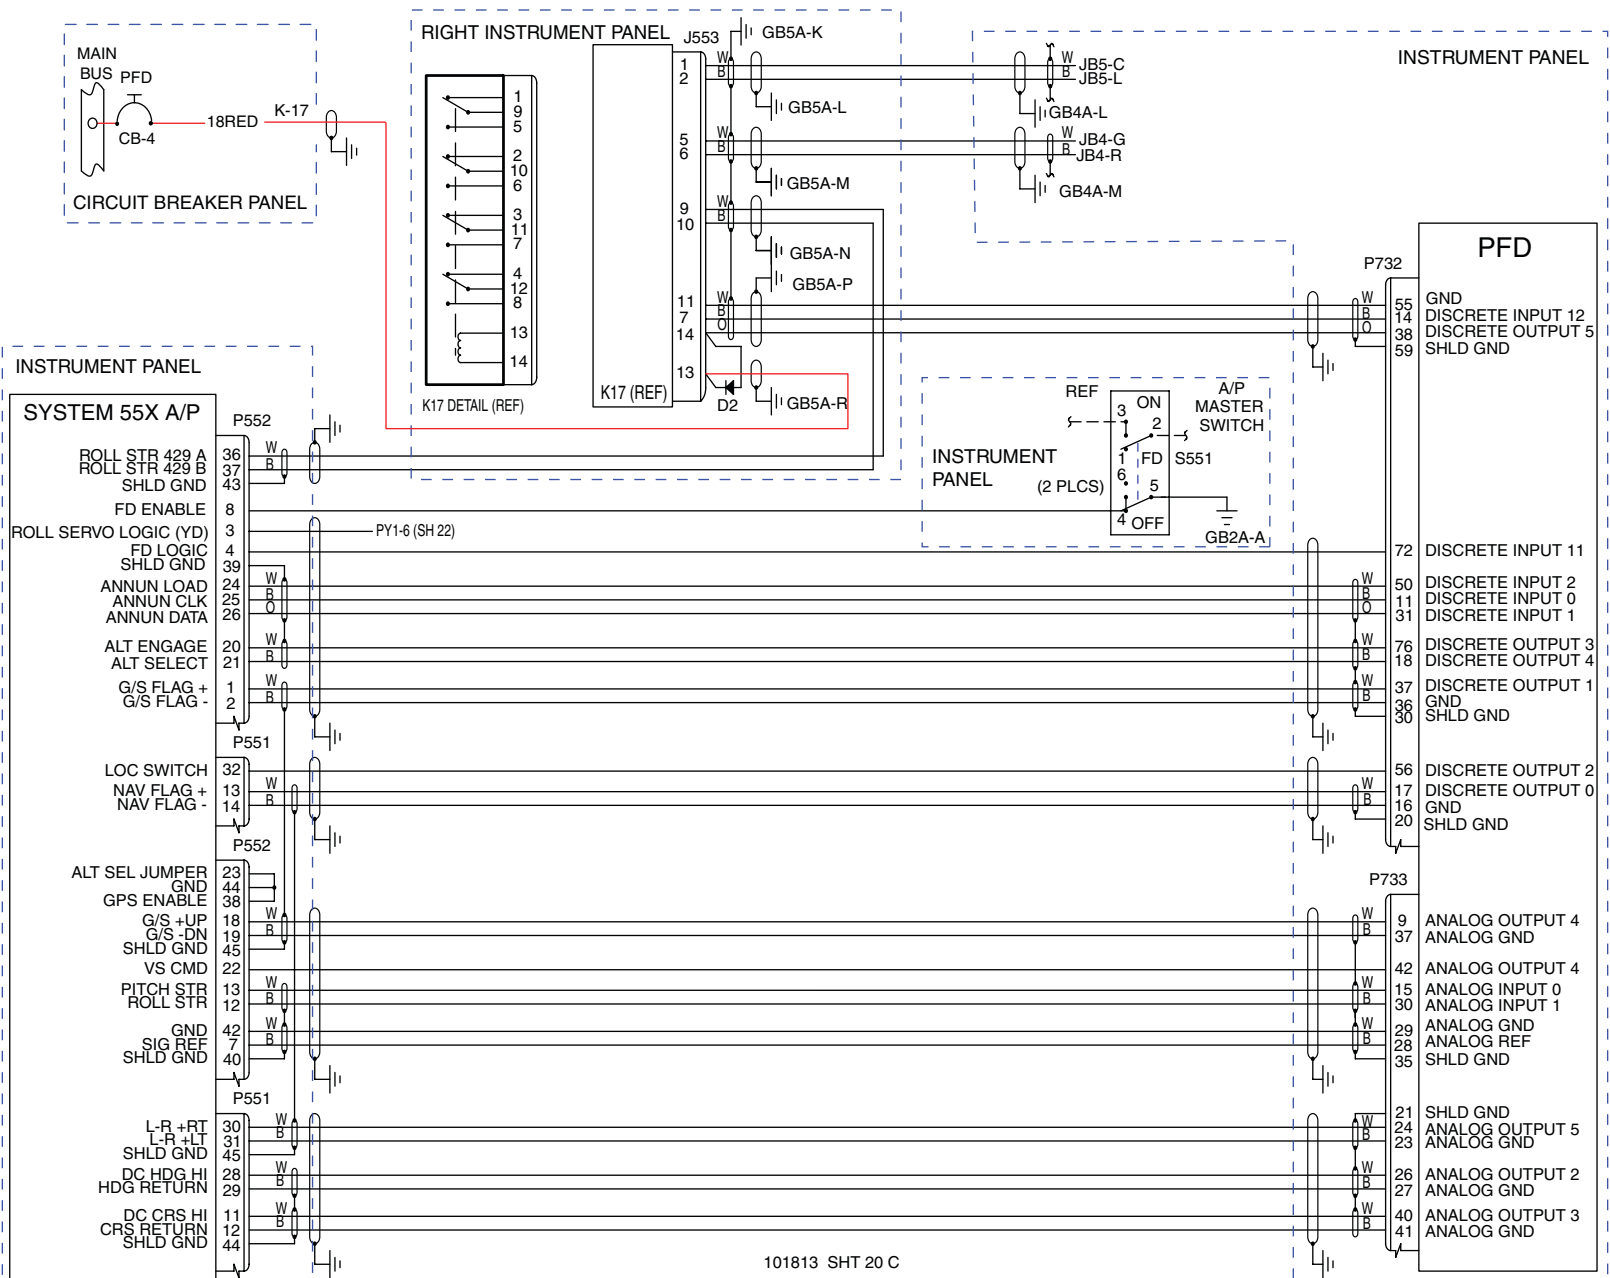 MAIN
BUS
PFD
CB-4
18RED
K-17
CIRCUIT BREAKER PANEL
RIGHT INSTRUMENT PANEL
1
9
5
2
10
6
3
11
7
4
12
8
13
14
K17 DETAIL (REF)
J553
1
2
5
6
9
10
11
7
14
13
K17 (REF)
W
B
W
B
W
B
W
B
O
D2
GB5A-K
GB5A-L
GB5A-M
GB5A-N
GB5A-P
GB5A-R
INSTRUMENT PANEL
W JB5-C
B JB5-L
GB4A-L
W JB4-G
B JB4-R
GB4A-M
INSTRUMENT PANEL
(2 PLCS)
REF
ON
A/P
MASTER
SWITCH
3
2
1
FD
S551
6
5
4
OFF
GB2A-A
INSTRUMENT PANEL
SYSTEM 55X A/P
P552
ROLL STR 429 A 36 W
ROLL STR 429 B 37 B
SHLD GND 43
FD ENABLE 8
ROLL SERVO LOGIC (YD) 3 PY1-6 (SH 22)
FD LOGIC 4
SHLD GND 39
ANNUN LOAD 24 W
ANNUN CLK 25 B
ANNUN DATA 26 O
ALT ENGAGE 20 W
ALT SELECT 21 B
G/S FLAG + 1 W
G/S FLAG - 2 B
P551
LOC SWITCH 32
NAV FLAG + 13 W
NAV FLAG - 14 B
P552
ALT SEL JUMPER 23
GND 44
GPS ENABLE 38
G/S +UP 18 W
G/S -DN 19 B
SHLD GND 45
VS CMD 22
PITCH STR 13 W
ROLL STR 12 B
GND 42 W
SIG REF 7 B
SHLD GND 40
P551
L-R +RT 30 W
L-R +LT 31 B
SHLD GND 45
DC HDG HI 28 W
HDG RETURN 29 B
DC CRS HI 11 W
CRS RETURN 12 B
SHLD GND 44
PFD
P732
W 55 GND
B 14 DISCRETE INPUT 12
O 38 DISCRETE OUTPUT 5
59 SHLD GND
72 DISCRETE INPUT 11
W 50 DISCRETE INPUT 2
B 11 DISCRETE INPUT 0
O 31 DISCRETE INPUT 1
W 76 DISCRETE OUTPUT 3
B 18 DISCRETE OUTPUT 4
W 37 DISCRETE OUTPUT 1
B 36 GND
30 SHLD GND
56 DISCRETE OUTPUT 2
W 17 DISCRETE OUTPUT 0
B 16 GND
20 SHLD GND
P733
W 9 ANALOG OUTPUT 4
B 37 ANALOG GND
42 ANALOG OUTPUT 4
W 15 ANALOG INPUT 0
B 30 ANALOG INPUT 1
W 29 ANALOG GND
B 28 ANALOG REF
35 SHLD GND
21 SHLD GND
W 24 ANALOG OUTPUT 5
B 23 ANALOG GND
W 26 ANALOG OUTPUT 2
B 27 ANALOG GND
W 40 ANALOG OUTPUT 3
B 41 ANALOG GND
101813 SHT 20 C